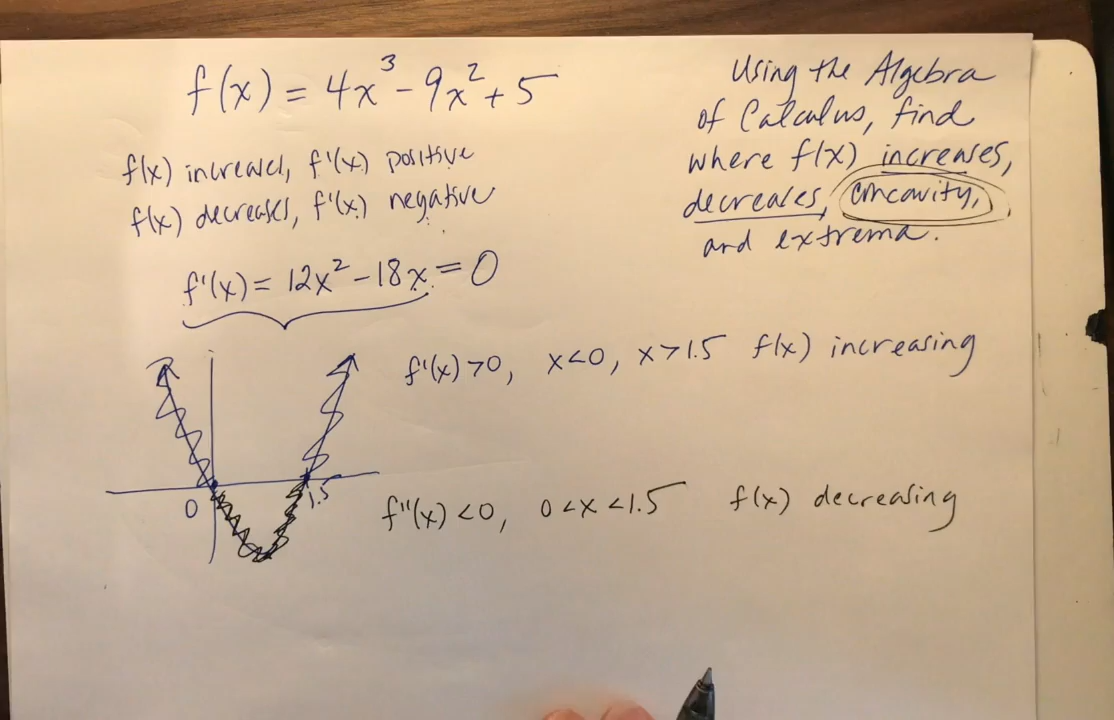 f(x) = 4x³ - 9x² + 5
Using the Algebra
of Calculus, find
where f(x) increases,
decreases, concavity,
and extrema.
f(x) increases, f'(x) positive
f(x) decreases, f'(x) negative
f'(x) = 12x² - 18x = 0
f'(x) > 0, x < 0, x > 1.5 f(x) increasing
0 1.5
f''(x) < 0, 0 < x < 1.5 f(x) decreasing